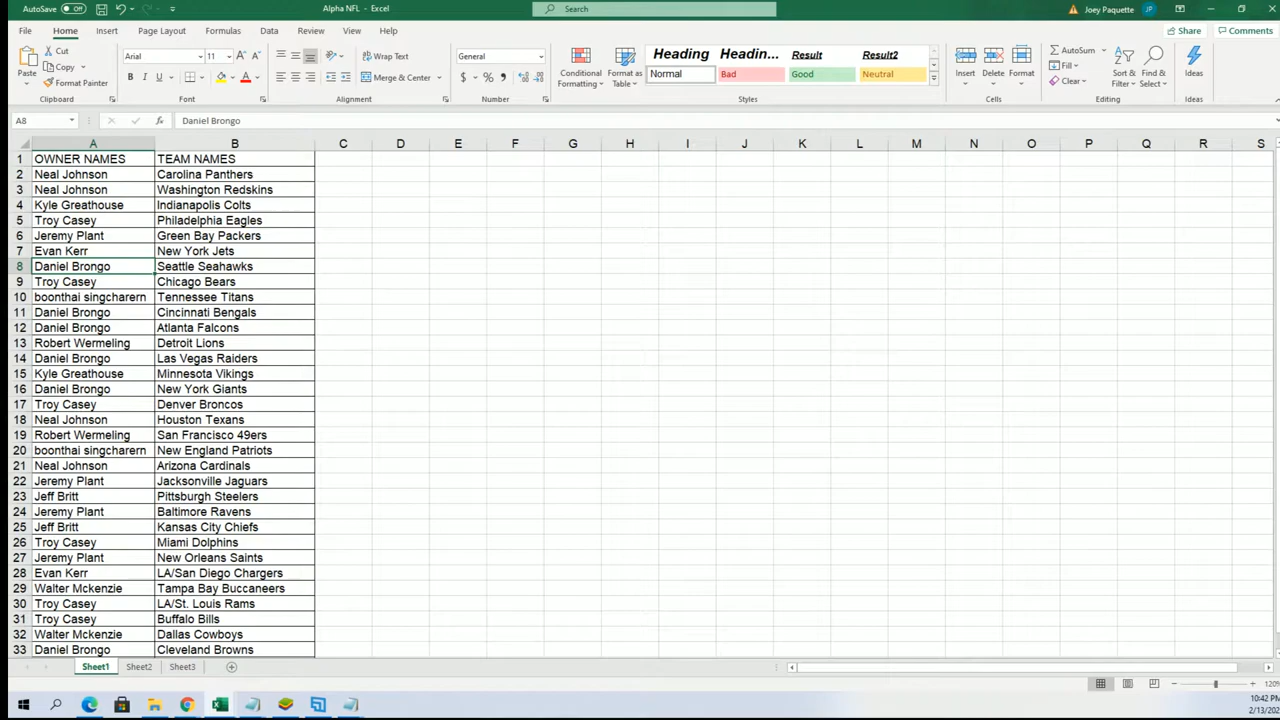 AutoSave Off Alpha NFL - Excel Search Joey Paquette JP
File Home Insert Page Layout Formulas Data Review View Help Share Comments
Paste Cut Copy Format Painter Clipboard
Arial 11 B I U A A A Font
Wrap Text Merge & Center Alignment
General $ % , Number
Conditional Formatting Format as Table
Heading Headin... Result Result2
Normal Bad Good Neutral
Styles
Insert Delete Format Cells
AutoSum Fill Clear Sort & Filter Find & Select Editing
Ideas Ideas
A8 fx Daniel Brongo
A B C D E F G H I J K L M N O P Q R S
1 OWNER NAMES TEAM NAMES
2 Neal Johnson Carolina Panthers
3 Neal Johnson Washington Redskins
4 Kyle Greathouse Indianapolis Colts
5 Troy Casey Philadelphia Eagles
6 Jeremy Plant Green Bay Packers
7 Evan Kerr New York Jets
8 Daniel Brongo Seattle Seahawks
9 Troy Casey Chicago Bears
10 boonthai singcharern Tennessee Titans
11 Daniel Brongo Cincinnati Bengals
12 Daniel Brongo Atlanta Falcons
13 Robert Wermeling Detroit Lions
14 Daniel Brongo Las Vegas Raiders
15 Kyle Greathouse Minnesota Vikings
16 Daniel Brongo New York Giants
17 Troy Casey Denver Broncos
18 Neal Johnson Houston Texans
19 Robert Wermeling San Francisco 49ers
20 boonthai singcharern New England Patriots
21 Neal Johnson Arizona Cardinals
22 Jeremy Plant Jacksonville Jaguars
23 Jeff Britt Pittsburgh Steelers
24 Jeremy Plant Baltimore Ravens
25 Jeff Britt Kansas City Chiefs
26 Troy Casey Miami Dolphins
27 Jeremy Plant New Orleans Saints
28 Evan Kerr LA/San Diego Chargers
29 Walter Mckenzie Tampa Bay Buccaneers
30 Troy Casey LA/St. Louis Rams
31 Troy Casey Buffalo Bills
32 Walter Mckenzie Dallas Cowboys
33 Daniel Brongo Cleveland Browns
Sheet1 Sheet2 Sheet3
120%
10:42 PM
2/13/202